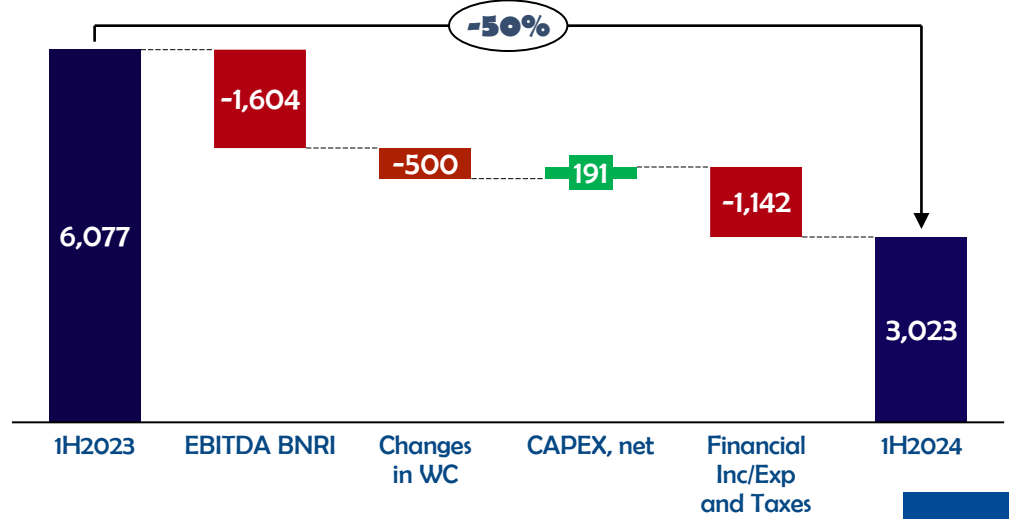 -50%
-1,604
-500
191
-1,142
6,077
3,023
1H2023
EBITDA BNRI
Changes
in WC
CAPEX, net
Financial
Inc/Exp
and Taxes
1H2024